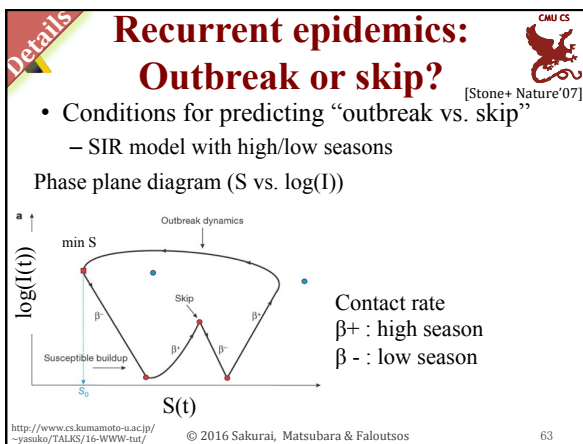 Details
Recurrent epidemics:
Outbreak or skip?
CMU CS
[Stone+ Nature'07]
• Conditions for predicting “outbreak vs. skip”
– SIR model with high/low seasons
Phase plane diagram (S vs. log(I))
a
Outbreak dynamics
min S
log(I(t))
Skip
β−
β+
β−
β+
Susceptible buildup
S0
S(t)
Contact rate
β+ : high season
β - : low season
http://www.cs.kumamoto-u.ac.jp/
~yasuko/TALKS/16-WWW-tut/
© 2016 Sakurai, Matsubara & Faloutsos
63